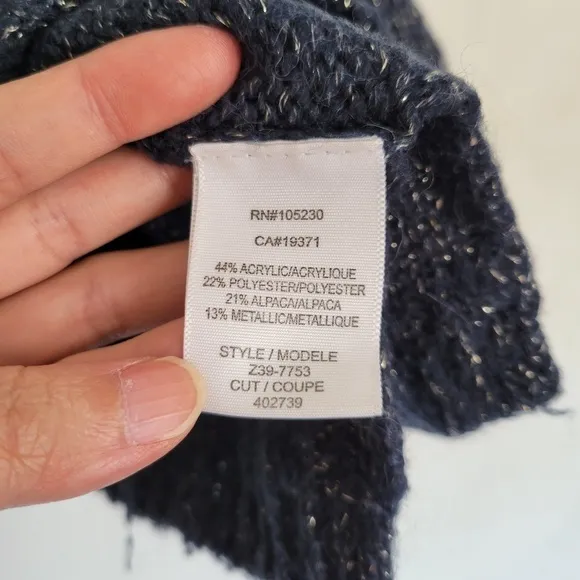 RN#105230
CA#19371
44% ACRYLIC/ACRYLIQUE
22% POLYESTER/POLYESTER
21% ALPACA/ALPACA
13% METALLIC/METALLIQUE
STYLE / MODELE
Z39-7753
CUT / COUPE
402739